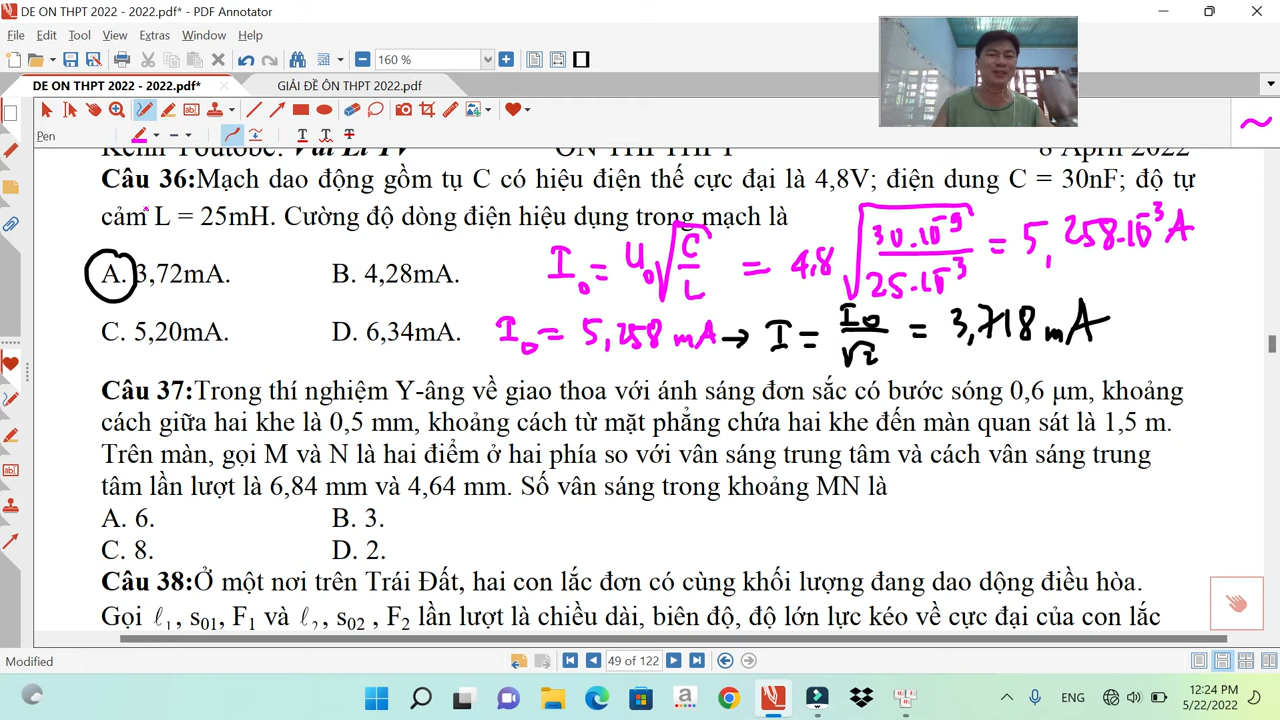 DE ON THPT 2022 - 2022.pdf* - PDF Annotator
File Edit Tool View Extras Window Help
160 %
DE ON THPT 2022 - 2022.pdf* GIẢI ĐỀ ÔN THPT 2022.pdf
Pen
Kênh Youtobe: Vui Lí TV ÔN THI THPT 8 April 2022
Câu 36:Mạch dao động gồm tụ C có hiệu điện thế cực đại là 4,8V; điện dung C = 30nF; độ tự
cảm L = 25mH. Cường độ dòng điện hiệu dụng trong mạch là
I₀ = U₀√(C/L) = 4,8 √(30.10⁻⁹/25.10⁻³) = 5,258.10⁻³ A
A. 3,72mA. B. 4,28mA.
C. 5,20mA. D. 6,34mA.
I₀ = 5,258 mA → I = I₀/√2 = 3,718 mA
Câu 37:Trong thí nghiệm Y-âng về giao thoa với ánh sáng đơn sắc có bước sóng 0,6 μm, khoảng
cách giữa hai khe là 0,5 mm, khoảng cách từ mặt phẳng chứa hai khe đến màn quan sát là 1,5 m.
Trên màn, gọi M và N là hai điểm ở hai phía so với vân sáng trung tâm và cách vân sáng trung
tâm lần lượt là 6,84 mm và 4,64 mm. Số vân sáng trong khoảng MN là
A. 6. B. 3.
C. 8. D. 2.
Câu 38:Ở một nơi trên Trái Đất, hai con lắc đơn có cùng khối lượng đang dao động điều hòa.
Gọi ℓ₁, s₀₁, F₁ và ℓ₂, s₀₂ , F₂ lần lượt là chiều dài, biên độ, độ lớn lực kéo về cực đại của con lắc
Modified
49 of 122
ENG
12:24 PM
5/22/2022